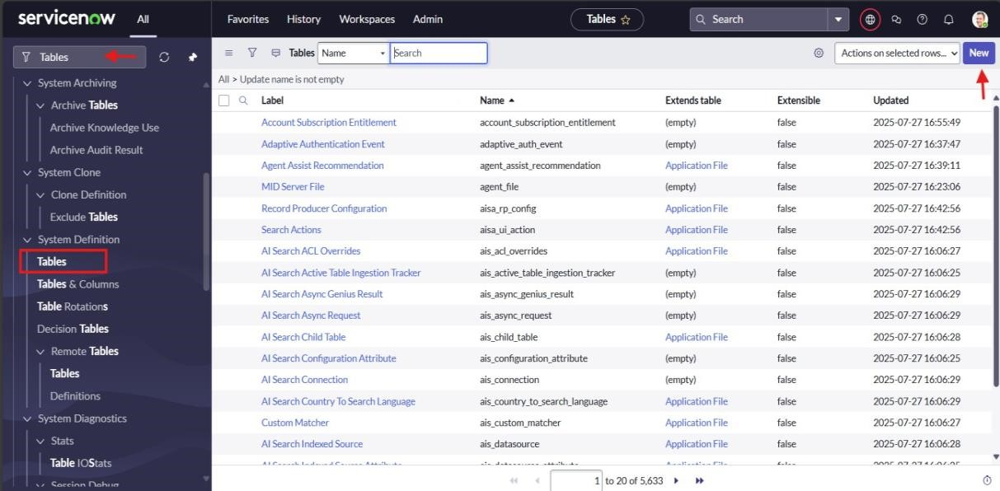 servicenow All Favorites History Workspaces Admin Tables Search
Tables
Tables Name Search Actions on selected rows... New
All > Update name is not empty
System Archiving
Archive Tables
Archive Knowledge Use
Archive Audit Result
System Clone
Clone Definition
Exclude Tables
System Definition
Tables
Tables & Columns
Table Rotations
Decision Tables
Remote Tables
Tables
Definitions
System Diagnostics
Stats
Table IOStats
Session Debug
Label Name Extends table Extensible Updated
Account Subscription Entitlement account_subscription_entitlement (empty) false 2025-07-27 16:55:49
Adaptive Authentication Event adaptive_auth_event (empty) false 2025-07-27 16:37:47
Agent Assist Recommendation agent_assist_recommendation Application File false 2025-07-27 16:39:11
MID Server File agent_file (empty) false 2025-07-27 16:23:06
Record Producer Configuration aisa_rp_config Application File false 2025-07-27 16:42:56
Search Actions aisa_ui_action Application File false 2025-07-27 16:42:56
AI Search ACL Overrides ais_acl_overrides Application File false 2025-07-27 16:06:27
AI Search Active Table Ingestion Tracker ais_active_table_ingestion_tracker (empty) false 2025-07-27 16:06:25
AI Search Async Genius Result ais_async_genius_result (empty) false 2025-07-27 16:06:29
AI Search Async Request ais_async_request (empty) false 2025-07-27 16:06:29
AI Search Child Table ais_child_table Application File false 2025-07-27 16:06:28
AI Search Configuration Attribute ais_configuration_attribute (empty) false 2025-07-27 16:06:25
AI Search Connection ais_connection (empty) false 2025-07-27 16:06:29
AI Search Country To Search Language ais_country_to_search_language Application File false 2025-07-27 16:06:29
Custom Matcher ais_custom_matcher Application File false 2025-07-27 16:06:27
AI Search Indexed Source ais_datasource Application File false 2025-07-27 16:06:28
AI Search Indexed Source Attribute ais_datasource_attribute Application File false
1 to 20 of 5,633